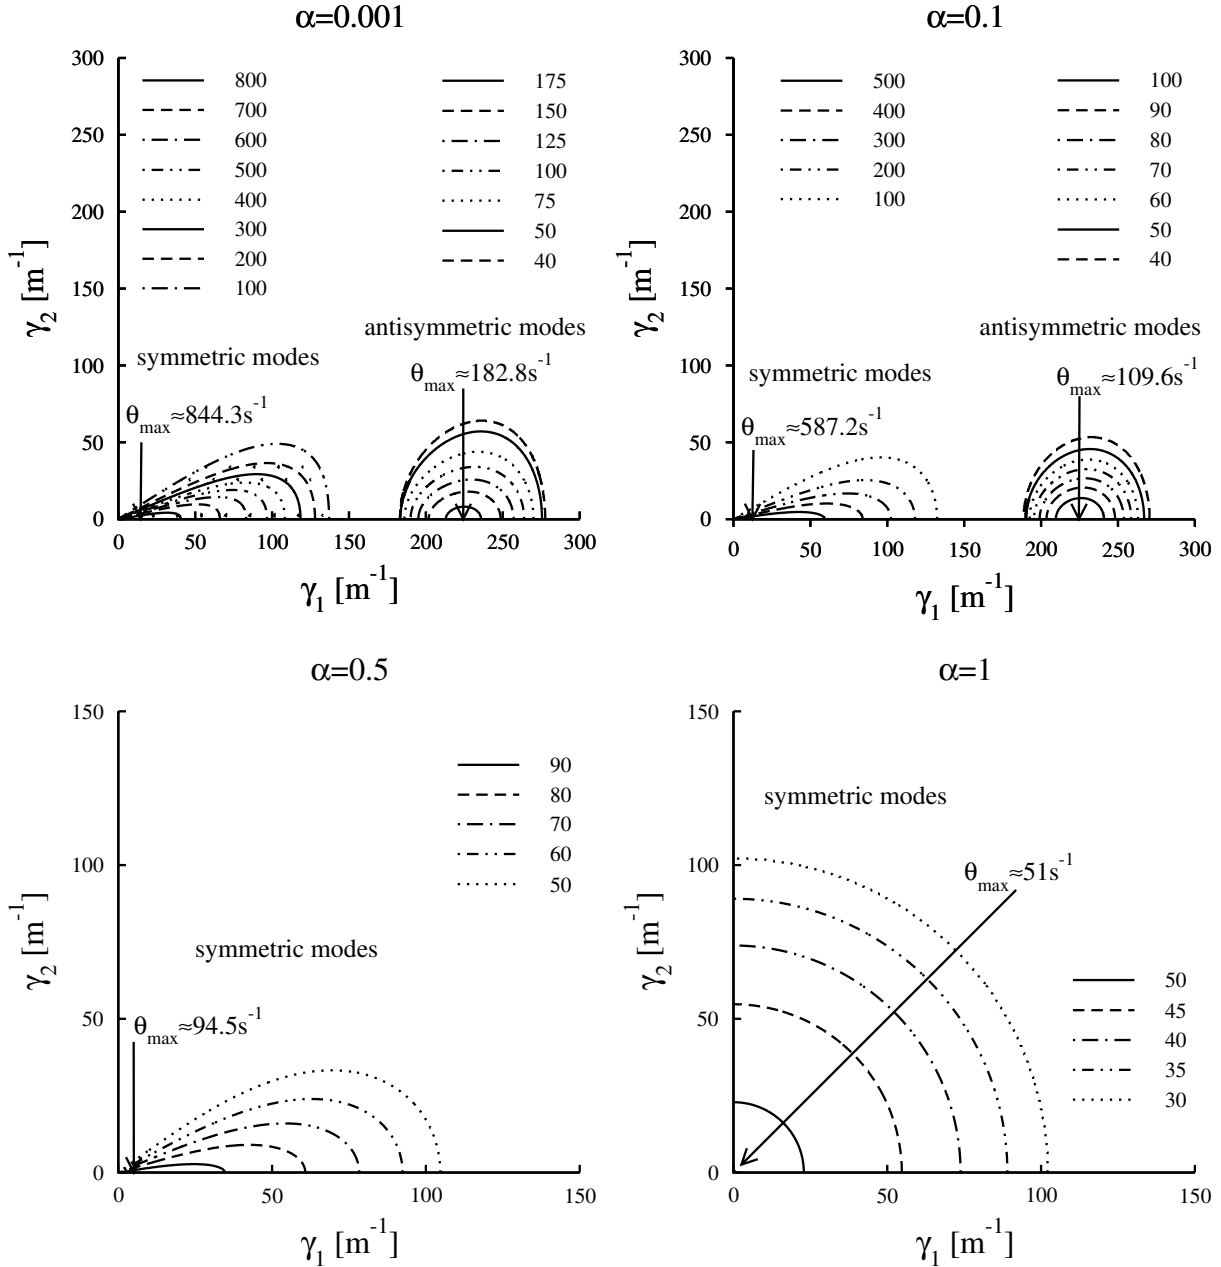 α=0.001
300
250
200
150
100
50
0
γ2 [m-1]
800
700
600
500
400
300
200
100
175
150
125
100
75
50
40
symmetric modes
antisymmetric modes
θmax≈844.3s-1
θmax≈182.8s-1
0 50 100 150 200 250 300
γ1 [m-1]
α=0.1
300
250
200
150
100
50
0
γ2 [m-1]
500
400
300
200
100
100
90
80
70
60
50
40
symmetric modes
antisymmetric modes
θmax≈587.2s-1
θmax≈109.6s-1
0 50 100 150 200 250 300
γ1 [m-1]
α=0.5
150
100
50
0
γ2 [m-1]
90
80
70
60
50
symmetric modes
θmax≈94.5s-1
0 50 100 150
γ1 [m-1]
α=1
150
100
50
0
γ2 [m-1]
symmetric modes
θmax≈51s-1
50
45
40
35
30
0 50 100 150
γ1 [m-1]